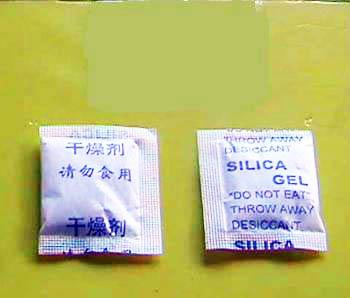 干燥剂
请勿食用
干燥剂
THROW AWAY
DESICCANT
SILICA
GEL
"DO NOT EAT"
THROW AWAY
DESICCANT
SILICA